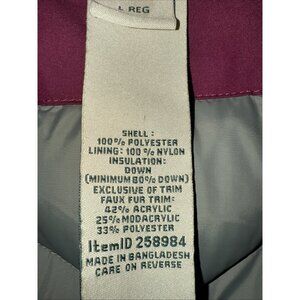 L REG
SHELL:
100% POLYESTER
LINING: 100% NYLON
INSULATION:
DOWN
(MINIMUM 80% DOWN)
EXCLUSIVE OF TRIM
FAUX FUR TRIM:
42% ACRYLIC
25% MODACRYLIC
33% POLYESTER
ItemID 258984
MADE IN BANGLADESH
CARE ON REVERSE